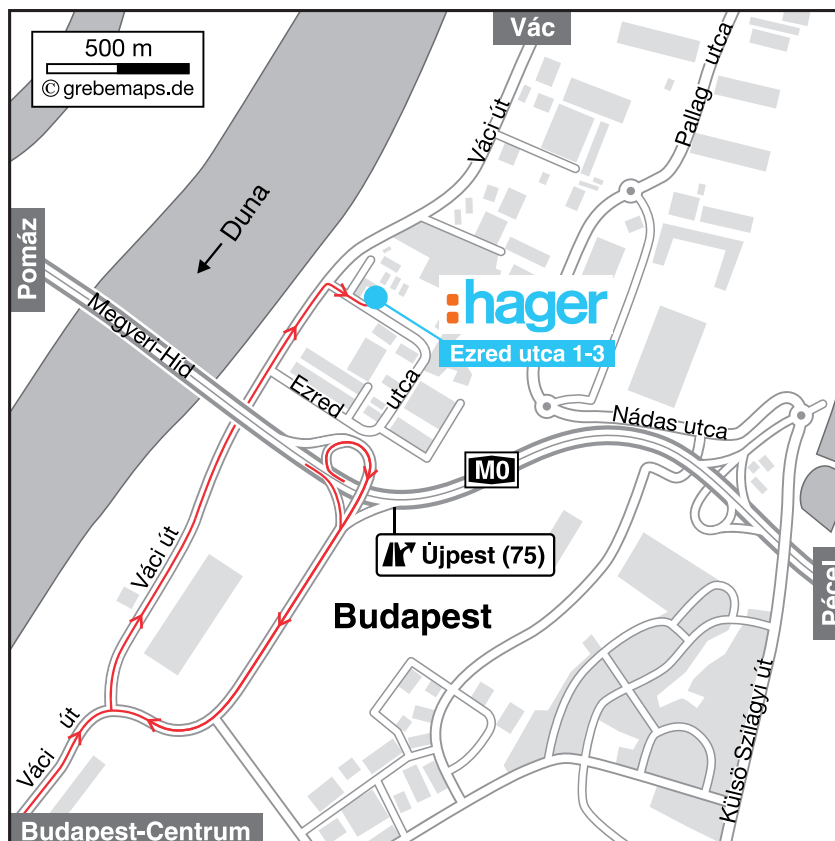 Vác
500 m
© grebemaps.de
Pallag utca
Váci út
← Duna
Pomáz
Megyeri-Híd
:hager
Ezred utca 1-3
Ezred utca
Nádas utca
M0
Újpest (75)
Budapest
Pécel
Váci út
Külsö Szilágyi út
Váci út
Budapest-Centrum